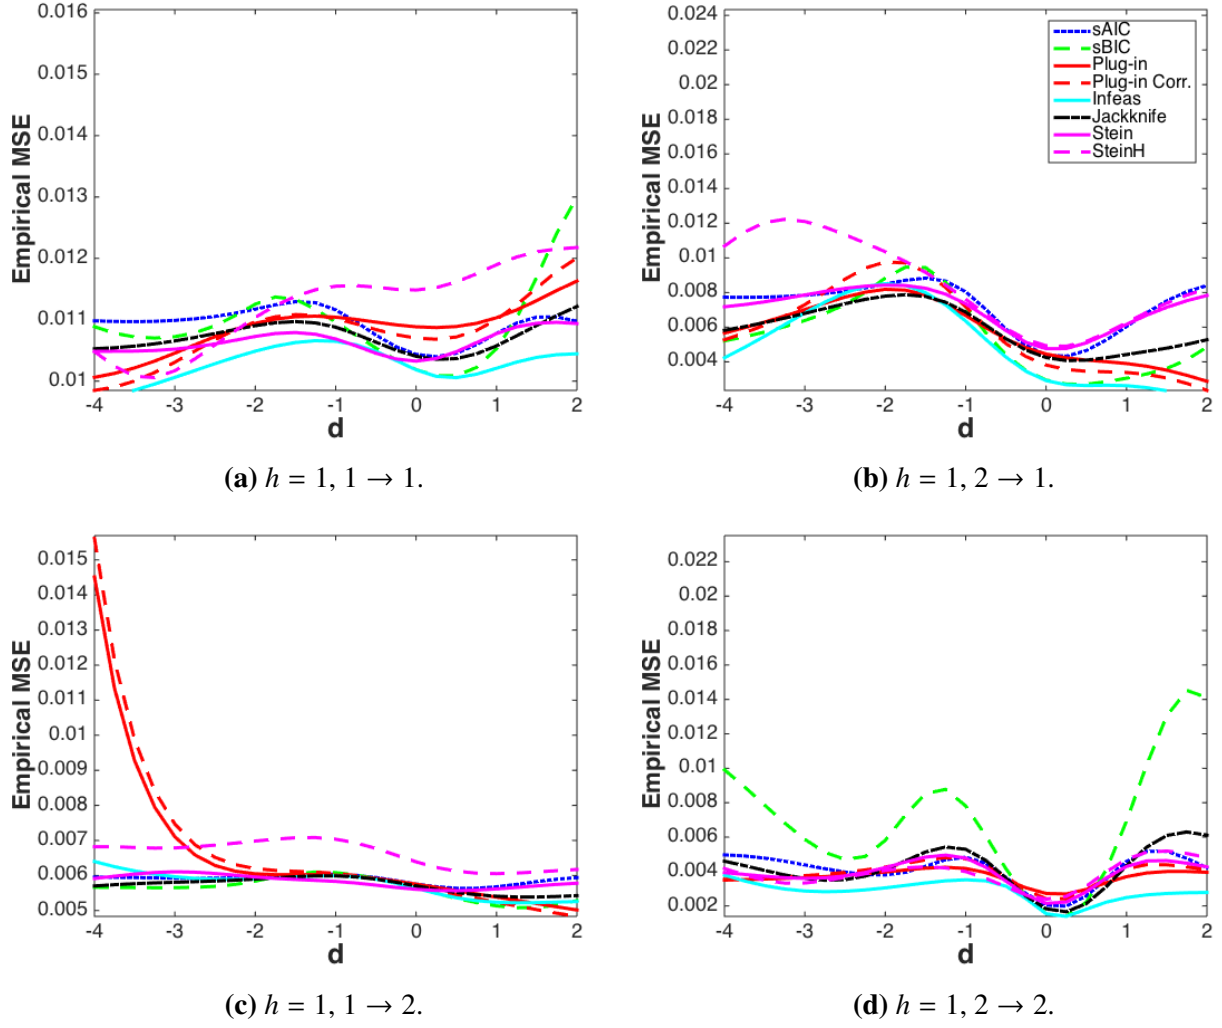 0.016
0.015
0.014
0.013
0.012
0.011
0.01
Empirical MSE
-4 -3 -2 -1 0 1 2
d
(a) h = 1, 1 → 1.
0.024
0.022
0.02
0.018
0.016
0.014
0.012
0.01
0.008
0.006
0.004
Empirical MSE
-4 -3 -2 -1 0 1 2
d
sAIC
sBIC
Plug-in
Plug-in Corr.
Infeas
Jackknife
Stein
SteinH
(b) h = 1, 2 → 1.
0.015
0.014
0.013
0.012
0.011
0.01
0.009
0.008
0.007
0.006
0.005
Empirical MSE
-4 -3 -2 -1 0 1 2
d
(c) h = 1, 1 → 2.
0.022
0.02
0.018
0.016
0.014
0.012
0.01
0.008
0.006
0.004
0.002
Empirical MSE
-4 -3 -2 -1 0 1 2
d
(d) h = 1, 2 → 2.